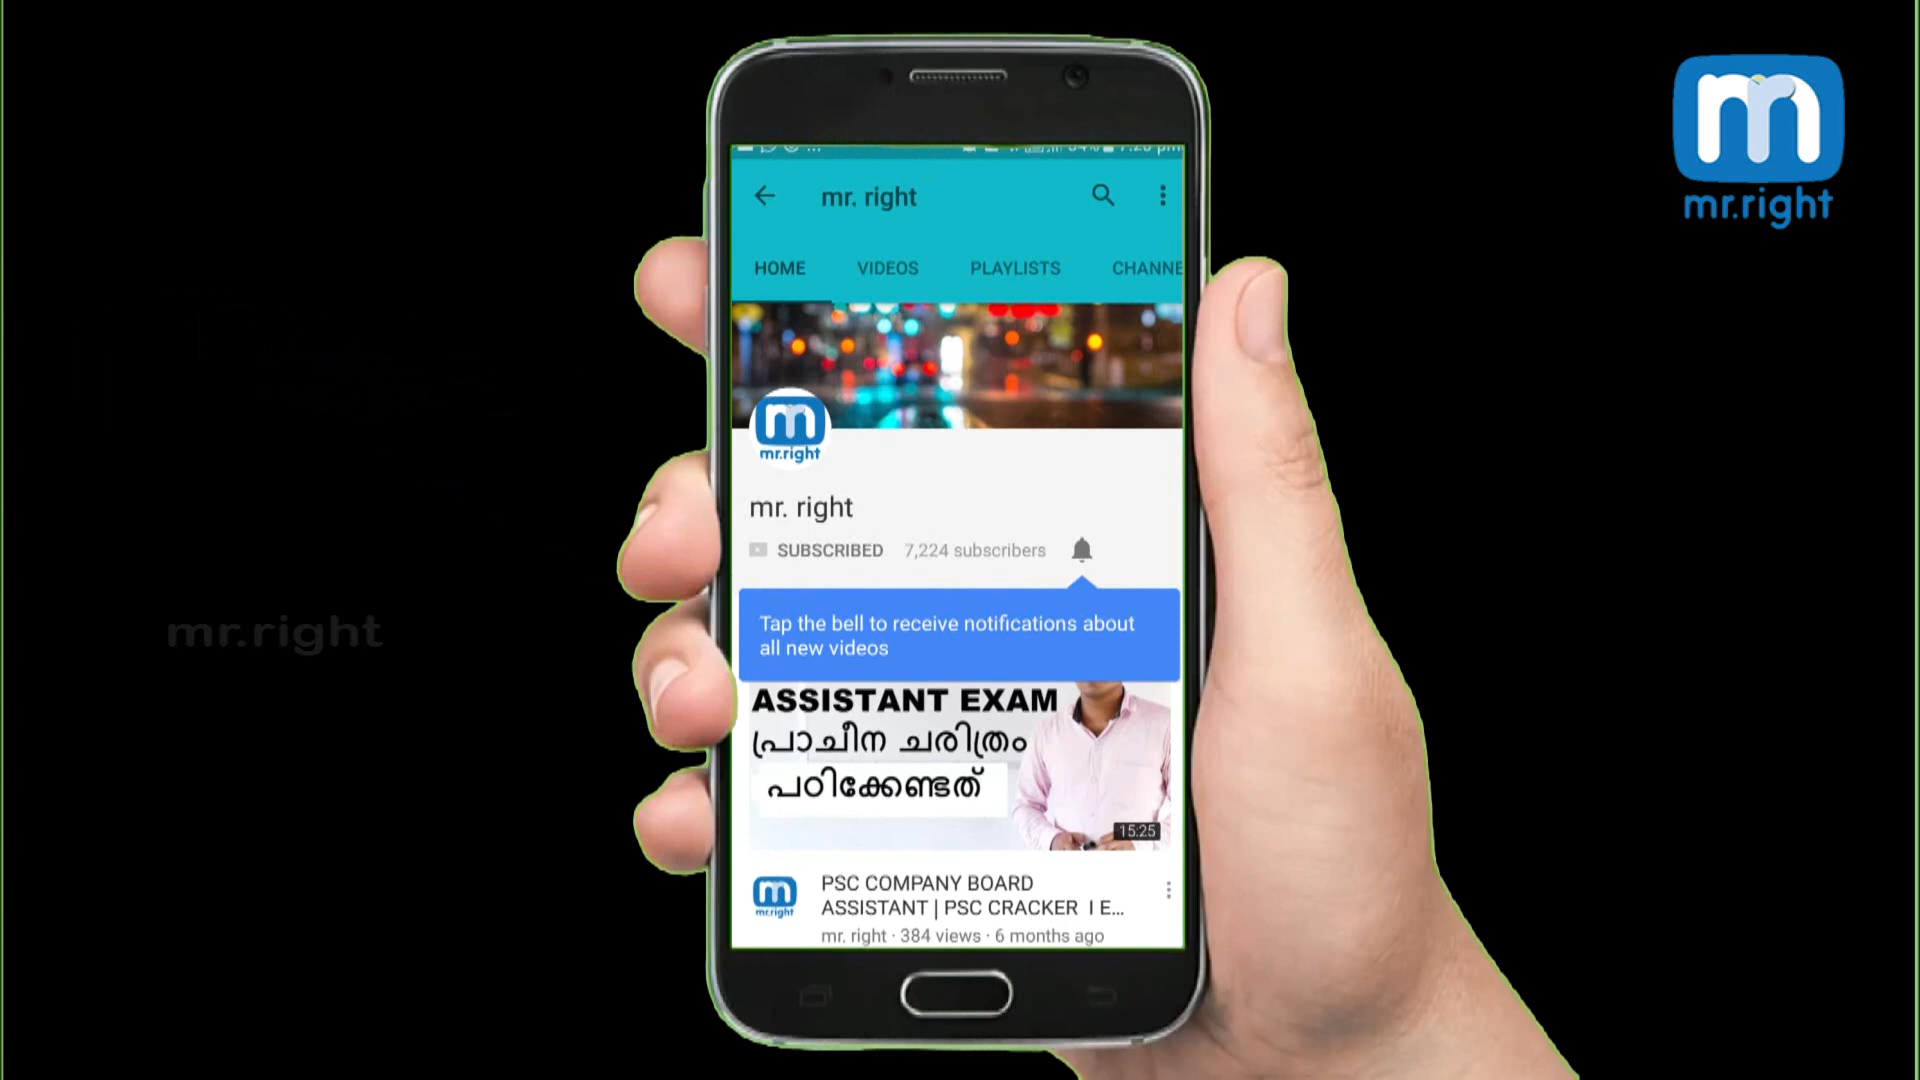 mr. right
HOME VIDEOS PLAYLISTS CHANNE
mr.right
mr. right
SUBSCRIBED 7,224 subscribers
Tap the bell to receive notifications about
all new videos
ASSISTANT EXAM
പ്രാചീന ചരിത്രം
പഠിക്കേണ്ടത്
15:25
mr.right
PSC COMPANY BOARD
ASSISTANT | PSC CRACKER I E...
mr. right · 384 views · 6 months ago
mr.right
mr.right